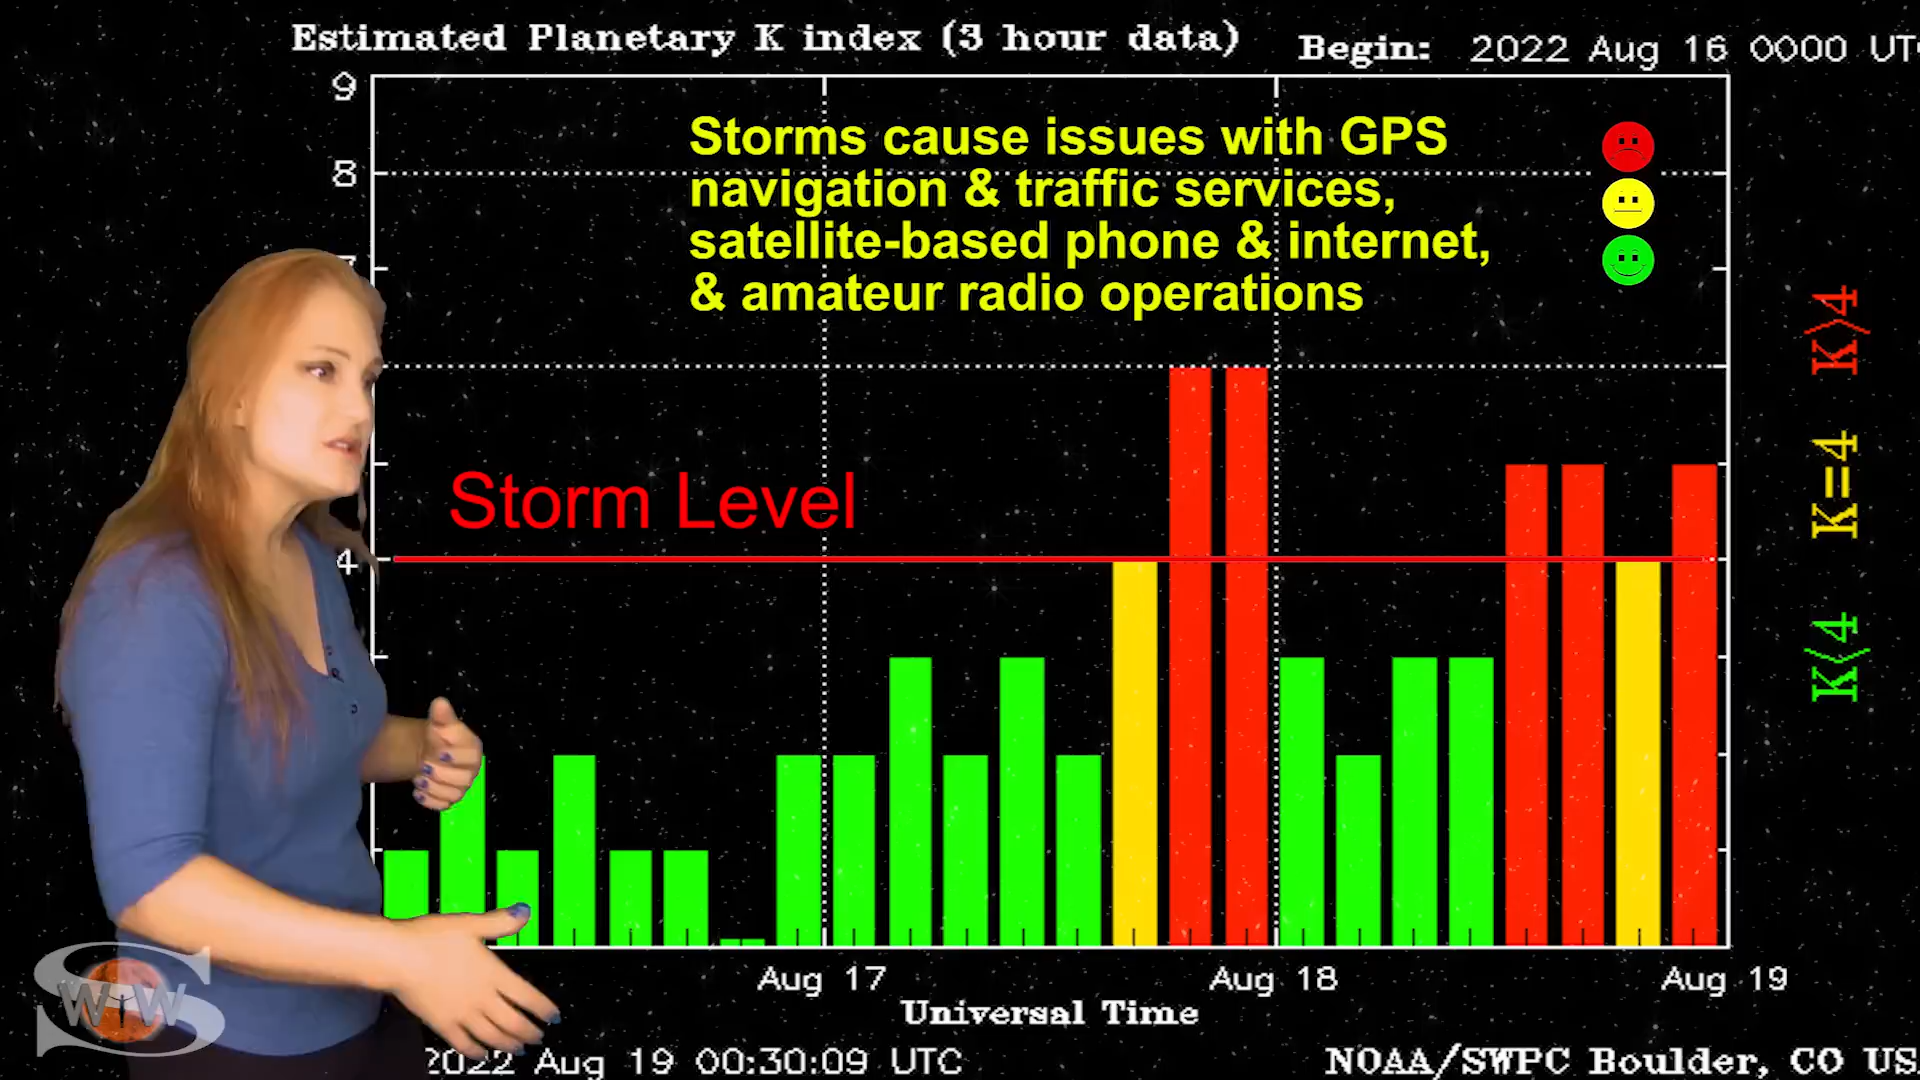 Estimated Planetary K index (3 hour data)
Begin: 2022 Aug 16 0000
9
8
4
Storms cause issues with GPS
navigation & traffic services,
satellite-based phone & internet,
& amateur radio operations
Storm Level
K<4 K=4 K>4
Aug 17
Aug 18
Aug 19
Universal Time
2022 Aug 19 00:30:09 UTC
NOAA/SWPC Boulder, CO US
SWW